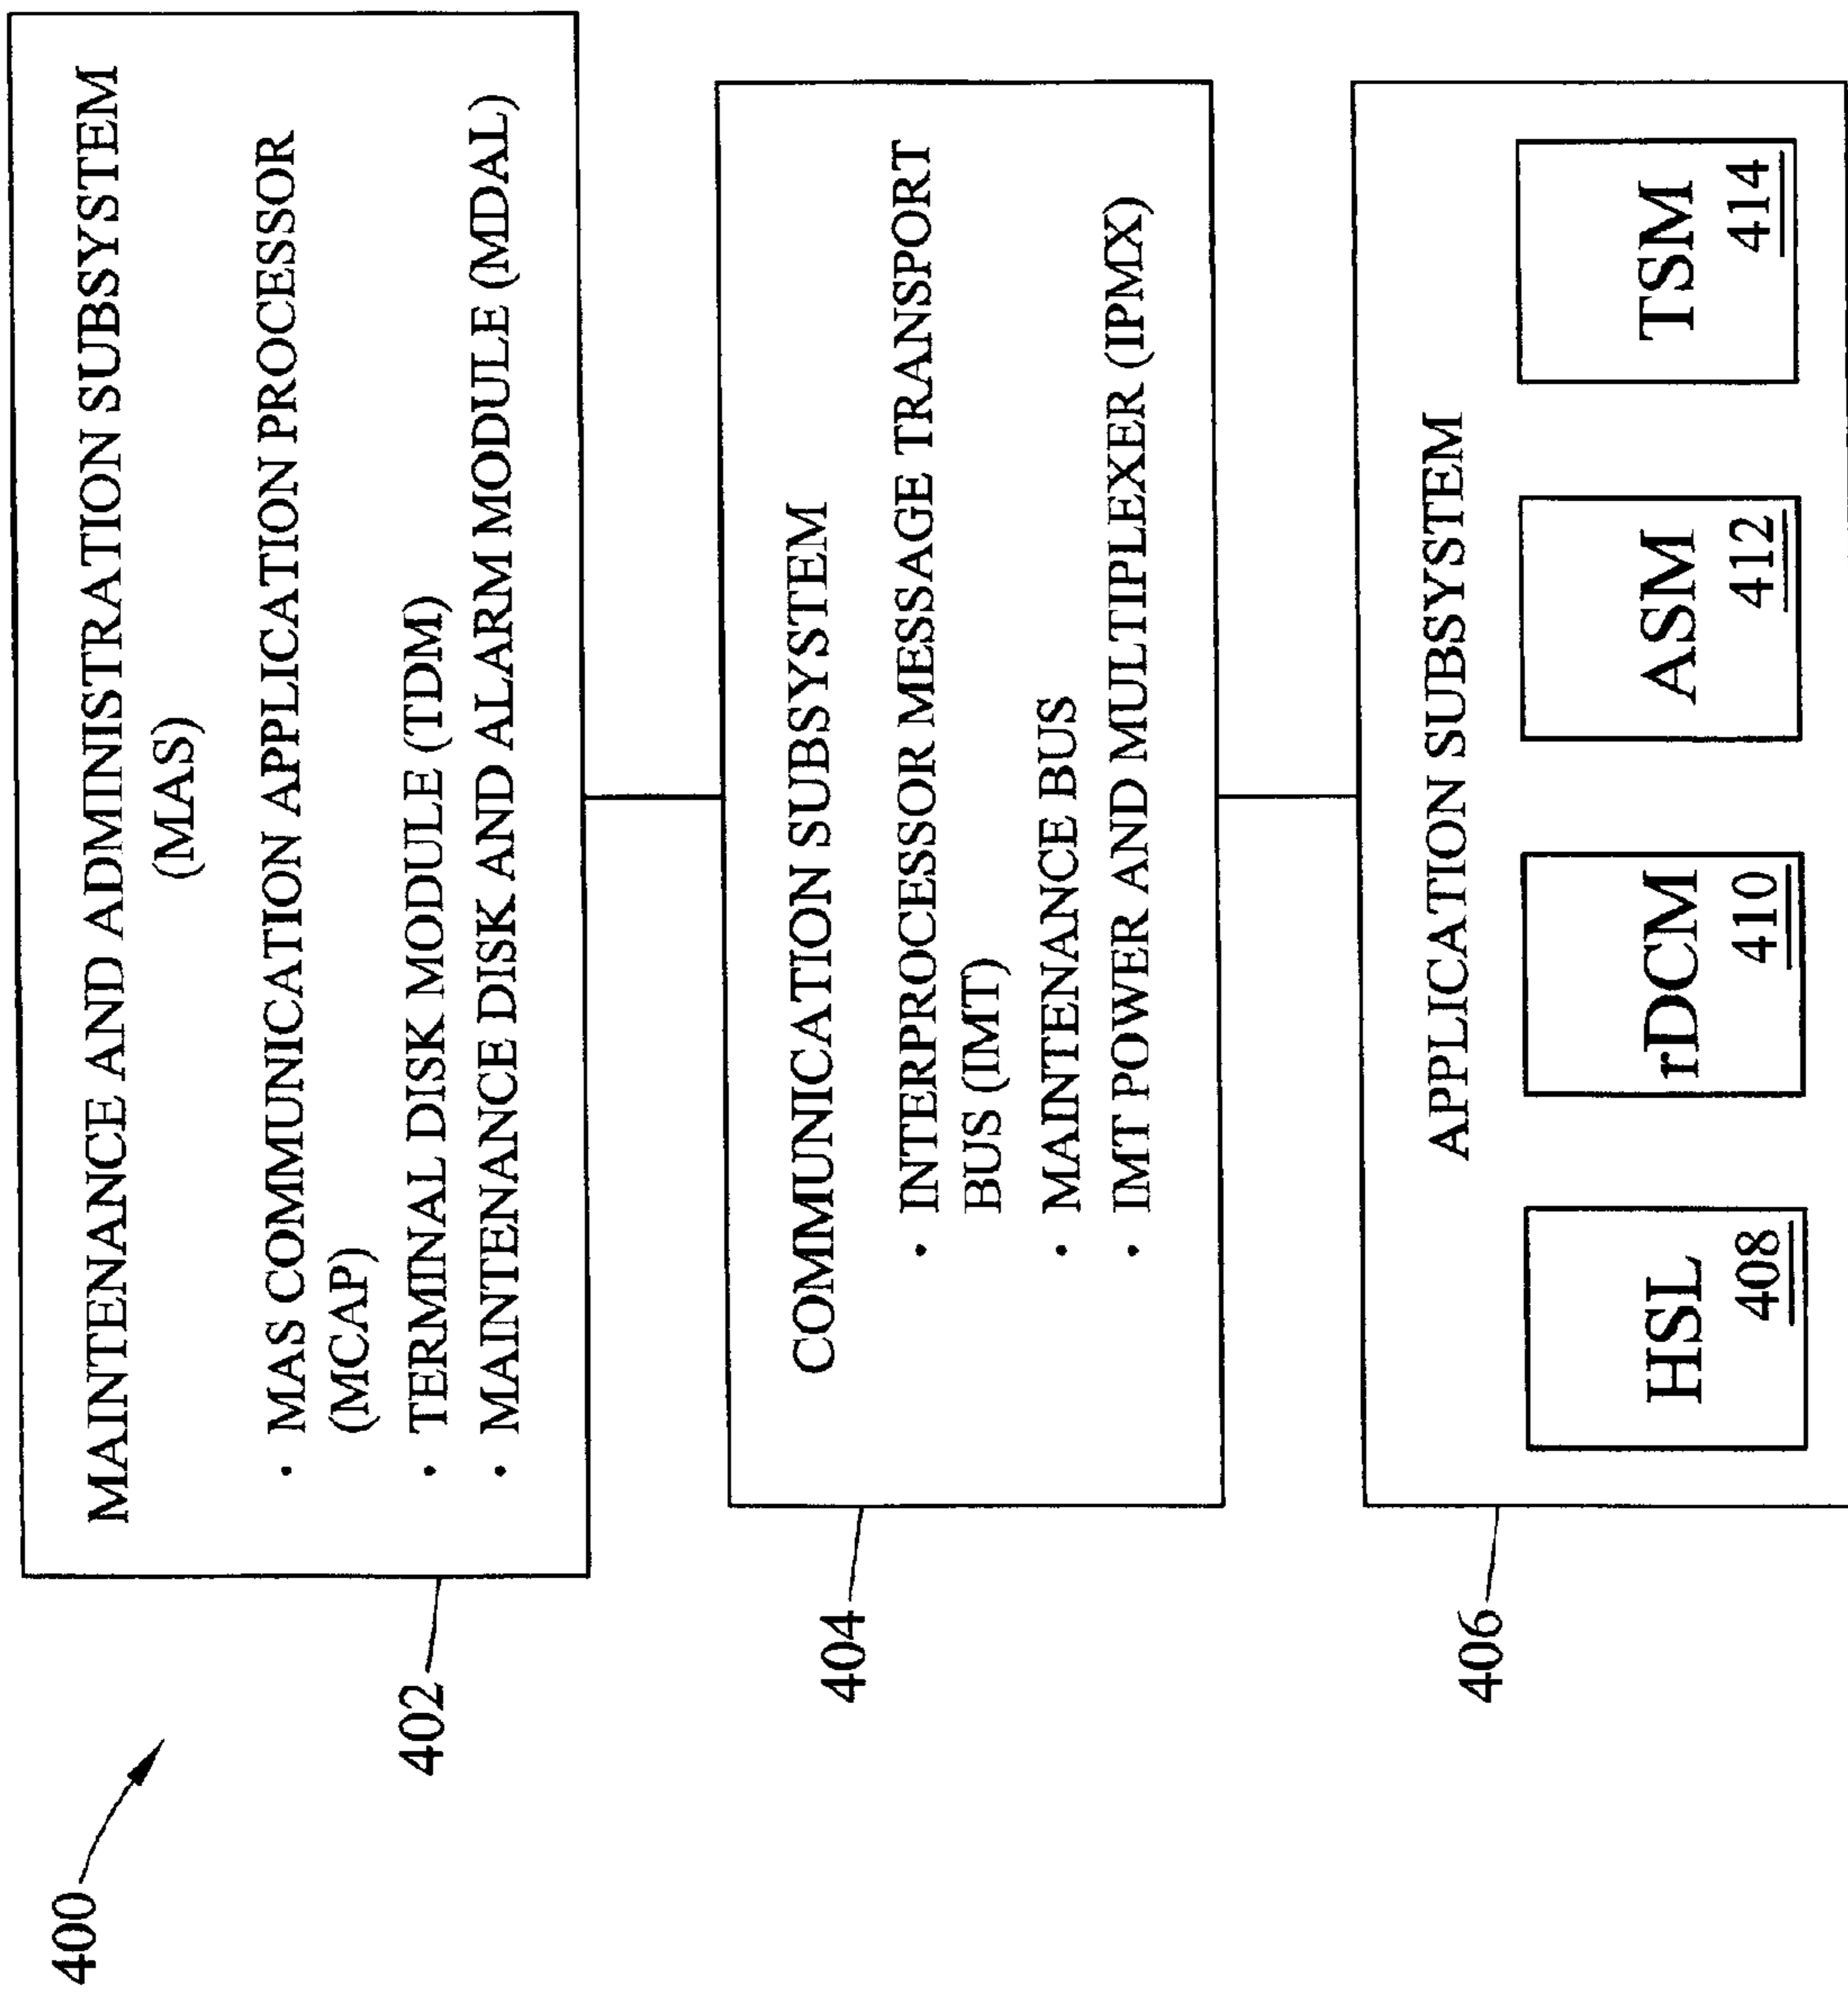 400
402
MAINTENANCE AND ADMINISTRATION SUBSYSTEM
(MAS)
· MAS COMMUNICATION APPLICATION PROCESSOR
(MCAP)
· TERMINAL DISK MODULE (TDM)
· MAINTENANCE DISK AND ALARM MODULE (MDAL)
404
COMMUNICATION SUBSYSTEM
· INTERPROCESSOR MESSAGE TRANSPORT
BUS (IMT)
· MAINTENANCE BUS
· IMT POWER AND MULTIPLEXER (IPMX)
406
APPLICATION SUBSYSTEM
HSL
408
rDCM
410
ASM
412
TSM
414